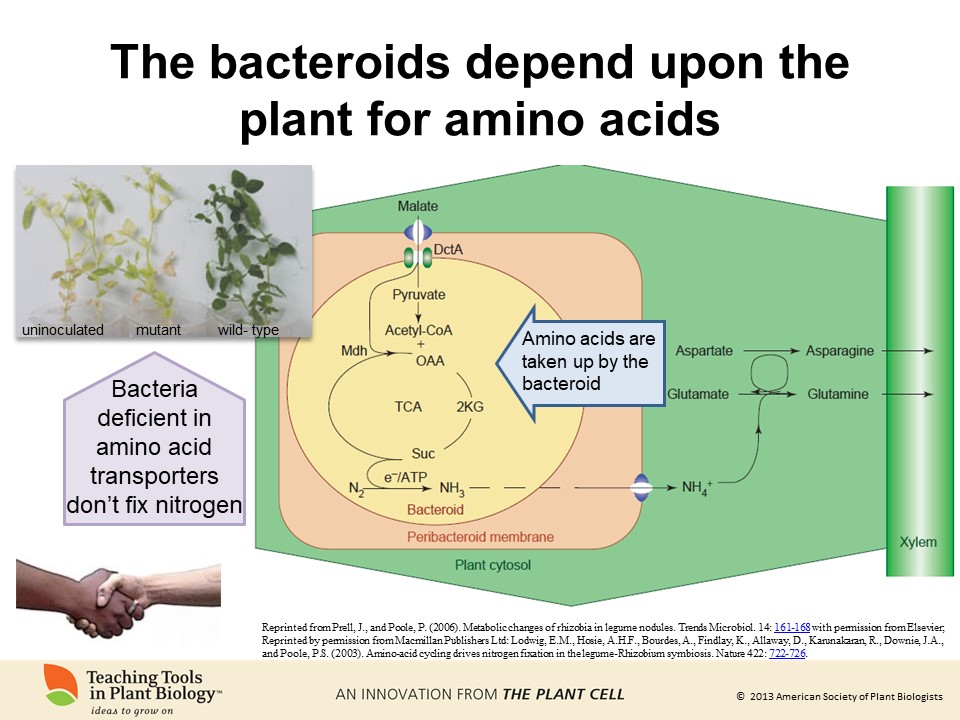 The bacteroids depend upon the
plant for amino acids
uninoculated
mutant
wild- type
Bacteria
deficient in
amino acid
transporters
don’t fix nitrogen
Malate
DctA
Pyruvate
Acetyl-CoA
+
OAA
Mdh
TCA
2KG
Suc
e⁻/ATP
N₂
NH₃
Bacteroid
Peribacteroid membrane
Plant cytosol
Amino acids are
taken up by the
bacteroid
Aspartate
Asparagine
Glutamate
Glutamine
NH₄⁺
Xylem
Reprinted from Prell, J., and Poole, P. (2006). Metabolic changes of rhizobia in legume nodules. Trends Microbiol. 14: 161-168 with permission from Elsevier;
Reprinted by permission from Macmillan Publishers Ltd: Lodwig, E.M., Hosie, A.H.F., Bourdes, A., Findlay, K., Allaway, D., Karunakaran, R., Downie, J.A.,
and Poole, P.S. (2003). Amino-acid cycling drives nitrogen fixation in the legume-Rhizobium symbiosis. Nature 422: 722-726.
Teaching Tools
in Plant Biology™
ideas to grow on
AN INNOVATION FROM THE PLANT CELL
© 2013 American Society of Plant Biologists